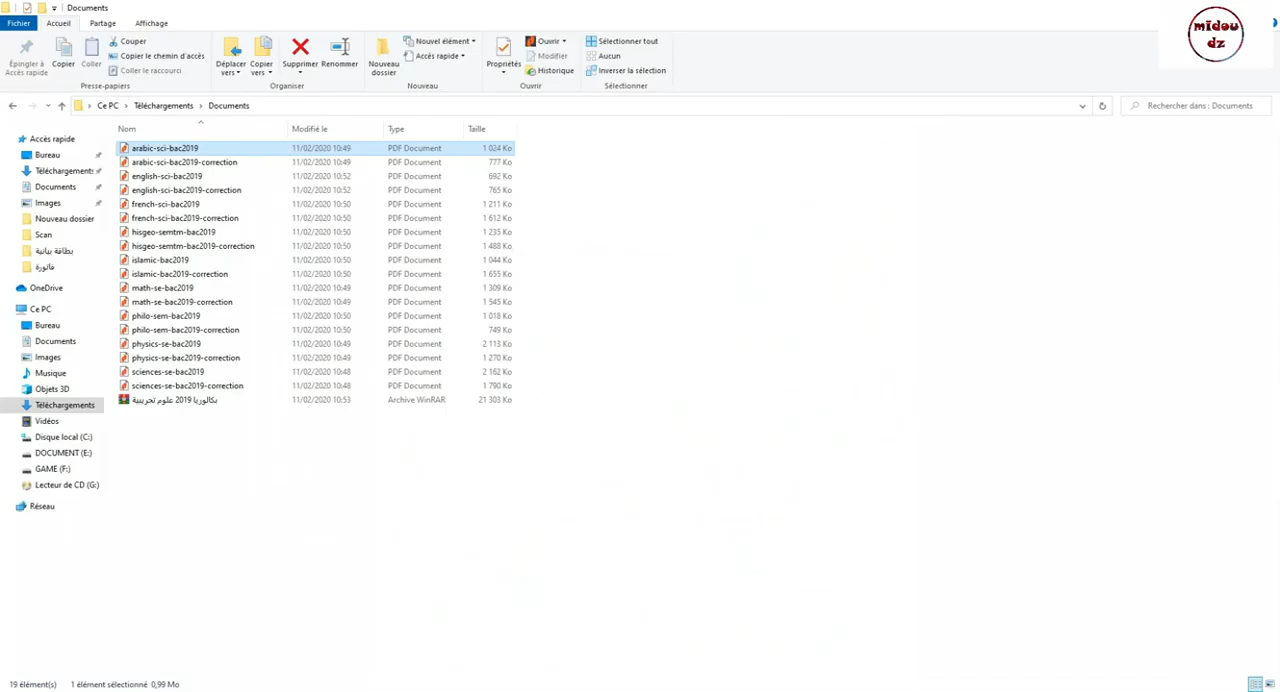 Documents
Fichier Accueil Partage Affichage
Épingler à Accès rapide
Copier
Coller
Couper
Copier le chemin d'accès
Coller le raccourci
Presse-papiers
Déplacer vers
Copier vers
Supprimer
Renommer
Organiser
Nouveau dossier
Nouvel élément
Accès rapide
Nouveau
Propriétés
Ouvrir
Modifier
Historique
Ouvrir
Sélectionner tout
Aucun
Inverser la sélection
Sélectionner
midou
dz
Ce PC > Téléchargements > Documents
Rechercher dans : Documents
Accès rapide
Bureau
Téléchargements
Documents
Images
Nouveau dossier
Scan
بطاقة بيانية
فاتورة
OneDrive
Ce PC
Bureau
Documents
Images
Musique
Objets 3D
Téléchargements
Vidéos
Disque local (C:)
DOCUMENT (E:)
GAME (F:)
Lecteur de CD (G:)
Réseau
Nom Modifié le Type Taille
arabic-sci-bac2019 11/02/2020 10:49 PDF Document 1 024 Ko
arabic-sci-bac2019-correction 11/02/2020 10:49 PDF Document 777 Ko
english-sci-bac2019 11/02/2020 10:52 PDF Document 692 Ko
english-sci-bac2019-correction 11/02/2020 10:52 PDF Document 765 Ko
french-sci-bac2019 11/02/2020 10:50 PDF Document 1 211 Ko
french-sci-bac2019-correction 11/02/2020 10:50 PDF Document 1 612 Ko
hisgeo-semtm-bac2019 11/02/2020 10:50 PDF Document 1 235 Ko
hisgeo-semtm-bac2019-correction 11/02/2020 10:50 PDF Document 1 488 Ko
islamic-bac2019 11/02/2020 10:50 PDF Document 1 044 Ko
islamic-bac2019-correction 11/02/2020 10:50 PDF Document 1 655 Ko
math-se-bac2019 11/02/2020 10:49 PDF Document 1 309 Ko
math-se-bac2019-correction 11/02/2020 10:49 PDF Document 1 545 Ko
philo-sem-bac2019 11/02/2020 10:50 PDF Document 1 018 Ko
philo-sem-bac2019-correction 11/02/2020 10:50 PDF Document 749 Ko
physics-se-bac2019 11/02/2020 10:49 PDF Document 2 113 Ko
physics-se-bac2019-correction 11/02/2020 10:49 PDF Document 1 270 Ko
sciences-se-bac2019 11/02/2020 10:48 PDF Document 2 162 Ko
sciences-se-bac2019-correction 11/02/2020 10:48 PDF Document 1 790 Ko
بكالوريا 2019 علوم تجريبية 11/02/2020 10:53 Archive WinRAR 21 303 Ko
19 élément(s) 1 élément sélectionné 0,99 Mo